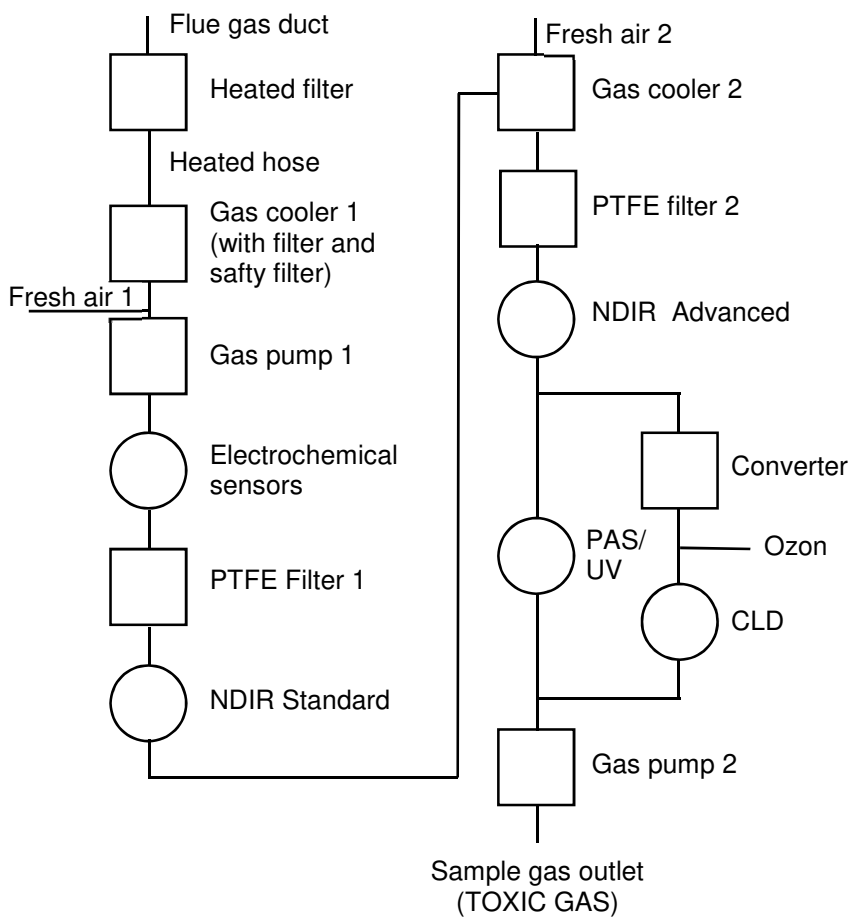 Flue gas duct
Heated filter
Heated hose
Gas cooler 1
(with filter and
safty filter)
Fresh air 1
Gas pump 1
Electrochemical
sensors
PTFE Filter 1
NDIR Standard
Fresh air 2
Gas cooler 2
PTFE filter 2
NDIR Advanced
Converter
PAS/
UV
Ozon
CLD
Gas pump 2
Sample gas outlet
(TOXIC GAS)